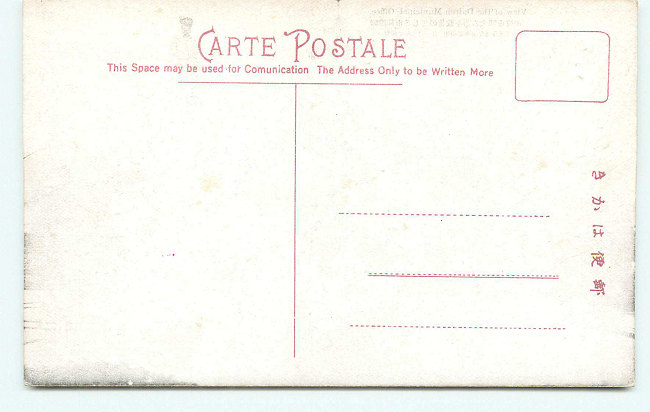 CARTE POSTALE
This Space may be used for Comunication The Address Only to be Written More
郵便はかき